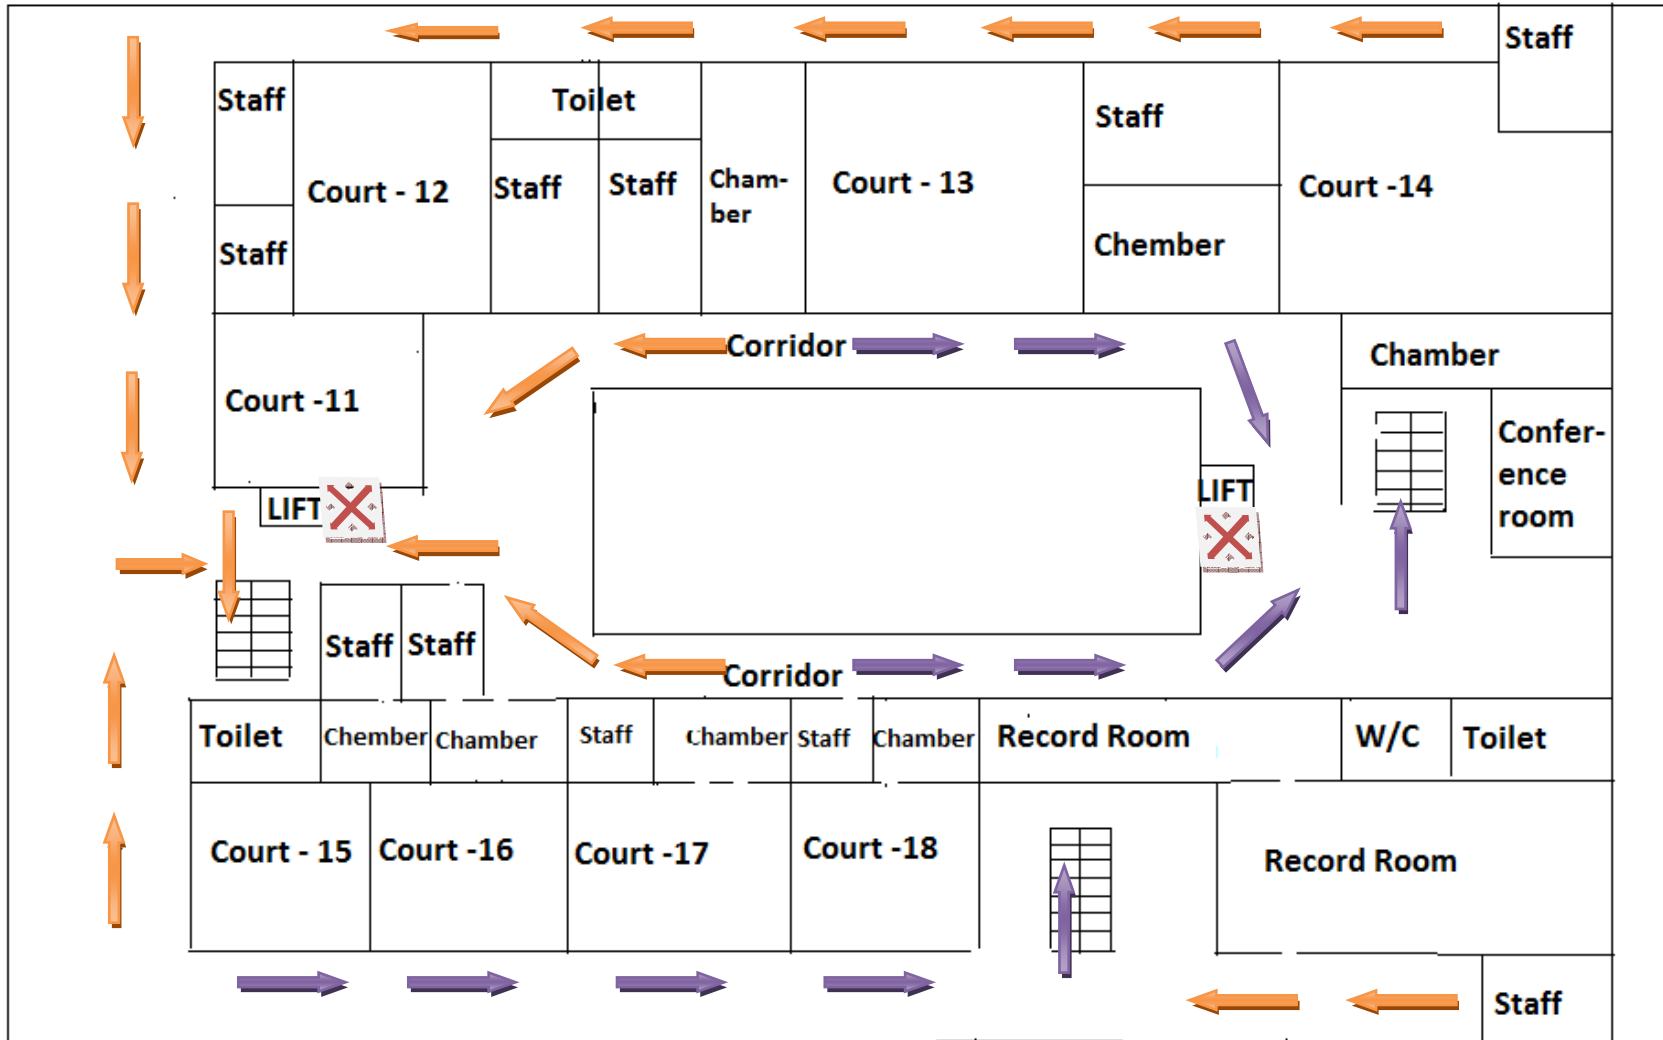 Staff
Staff
Toilet
Staff
Court - 12
Staff
Staff
Cham-
ber
Court - 13
Court -14
Staff
Chember
Corridor
Chamber
Court -11
Confer-
ence
room
LIFT
LIFT
Staff
Staff
Corridor
Toilet
Chember
Chamber
Staff
Chamber
Staff
Chamber
Record Room
W/C
Toilet
Court - 15
Court -16
Court -17
Court -18
Record Room
Staff